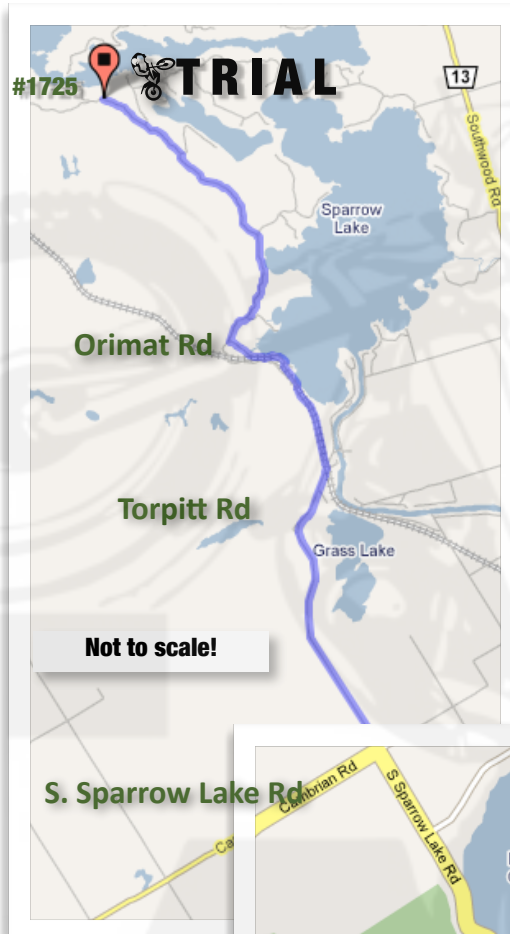 #1725
TRIAL
13
Southwood Rd
Sparrow
Lake
Orimat Rd
Torpitt Rd
Grass Lake
Not to scale!
S. Sparrow Lake Rd
Cambrian Rd
S Sparrow Lake Rd